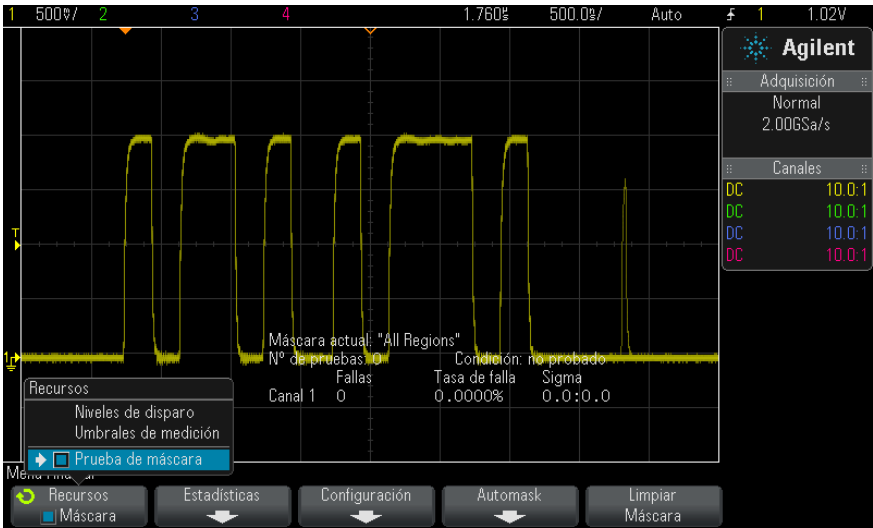 1 500V/ 2 3 4 1.760s 500.0s/ Auto 1 1.02V
Agilent
Adquisición
Normal
2.00GSa/s
Canales
DC 10.0:1
DC 10.0:1
DC 10.0:1
DC 10.0:1
T
1
Máscara actual: "All Regions"
Nº de pruebas: 0 Condición: no probado
Fallas Tasa de falla Sigma
Canal 1 0 0.0000% 0.0:0.0
Recursos
Niveles de disparo
Umbrales de medición
Prueba de máscara
Recursos Estadísticas Configuración Automask Limpiar
Máscara Máscara